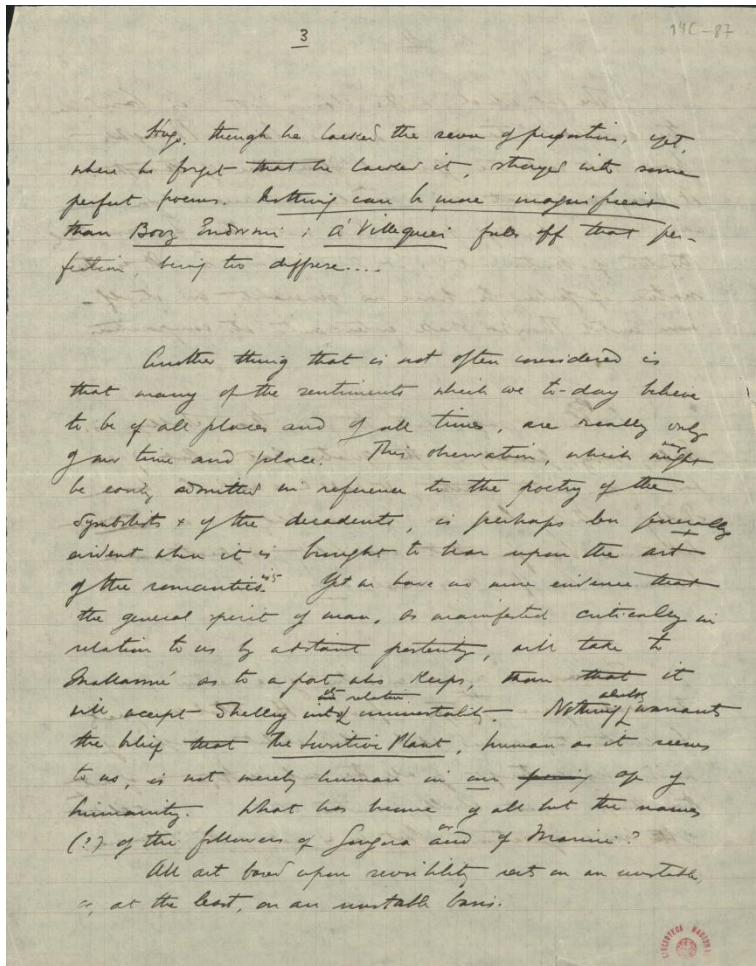 3
14C-87
Hugo, though he lacked the sense of proportion, yet,
where he forgot that he lacked it, strayed into some
perfect poems. Nothing can be more magnificent
than Booz Endormi; À Villequier falls off that per-
fection, being too diffuse....
Another thing that is not often considered is
that many of the sentiments which we to-day believe
to be of all places and of all times, are really only
of our time and place. This observation, which might
may
be easily admitted in reference to the poetry of the
symbolists & of the decadents, is perhaps less generally
evident when it is brought to bear upon the art
of the romantics. Yet we have no more evidence that
the general spirit of man, as manifested critically in
relation to us by a distant posterity, will take to
Mallarmé as to a poet who keeps, than that it
will accept Shelley into immortality. Nothing warrants
as relative
the belief that The Sensitive Plant, human as it seems
to us, is not merely human in our age of
humanity. What has become of all but the names
(?) of the followers of Gongora and of Marini?
or
All art based upon sensibility rests on an unstable,
or, at the least, on an unstable basis.
BIBLIOTECA NACIONAL